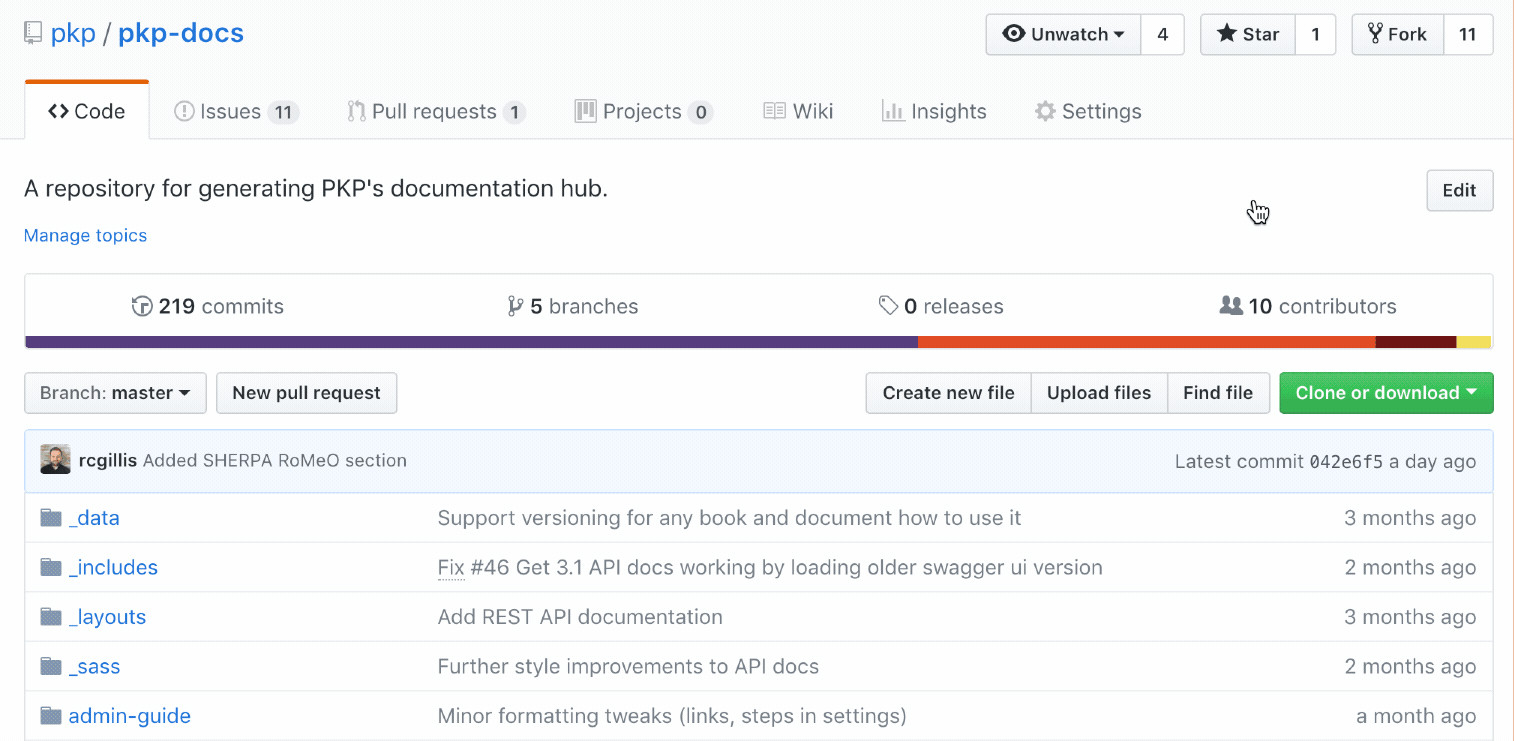 pkp / pkp-docs Unwatch 4 Star 1 Fork 11
Code Issues 11 Pull requests 1 Projects 0 Wiki Insights Settings
A repository for generating PKP's documentation hub. Edit
Manage topics
219 commits 5 branches 0 releases 10 contributors
Branch: master New pull request Create new file Upload files Find file Clone or download
rcgillis Added SHERPA RoMeO section Latest commit 042e6f5 a day ago
_data Support versioning for any book and document how to use it 3 months ago
_includes Fix #46 Get 3.1 API docs working by loading older swagger ui version 2 months ago
_layouts Add REST API documentation 3 months ago
_sass Further style improvements to API docs 2 months ago
admin-guide Minor formatting tweaks (links, steps in settings) a month ago